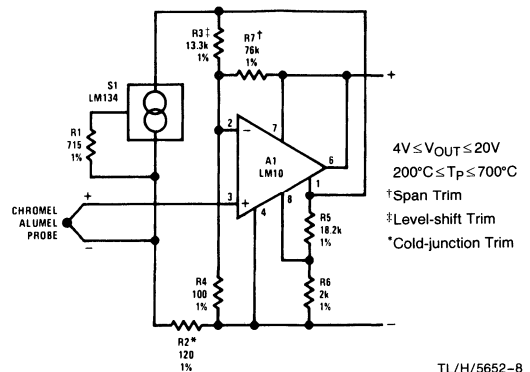 R3‡
13.3k
1%
R7†
76k
1%
S1
LM134
R1
715
1%
2
7
A1
LM10
6
3
4
8
1
+
−
+
+
−
−
CHROMEL
ALUMEL
PROBE
R5
18.2k
1%
R4
100
1%
R6
2k
1%
R2*
120
1%
4V ≤ VOUT ≤ 20V
200°C ≤ TP ≤ 700°C
†Span Trim
‡Level-shift Trim
*Cold-junction Trim
TL/H/5652–8